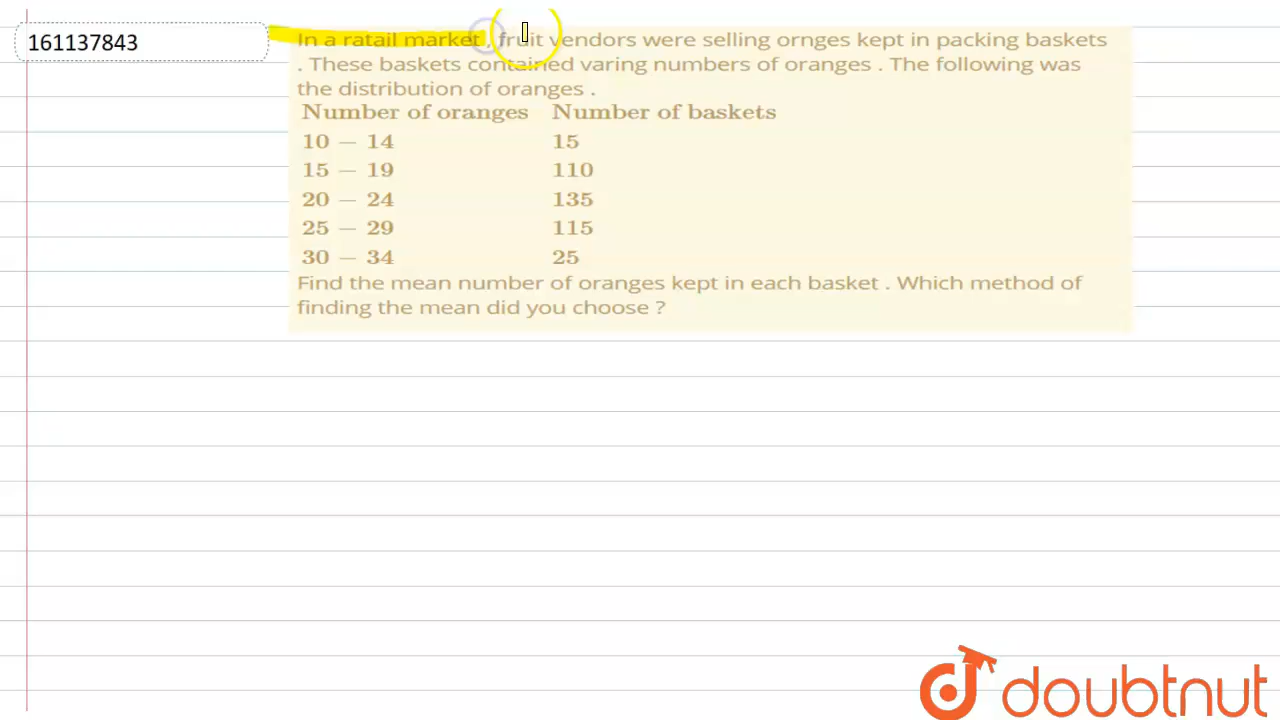 161137843
In a ratail market , fruit vendors were selling ornges kept in packing baskets
. These baskets contained varing numbers of oranges . The following was
the distribution of oranges .
Number of oranges Number of baskets
10 − 14 15
15 − 19 110
20 − 24 135
25 − 29 115
30 − 34 25
Find the mean number of oranges kept in each basket . Which method of
finding the mean did you choose ?
doubtnut